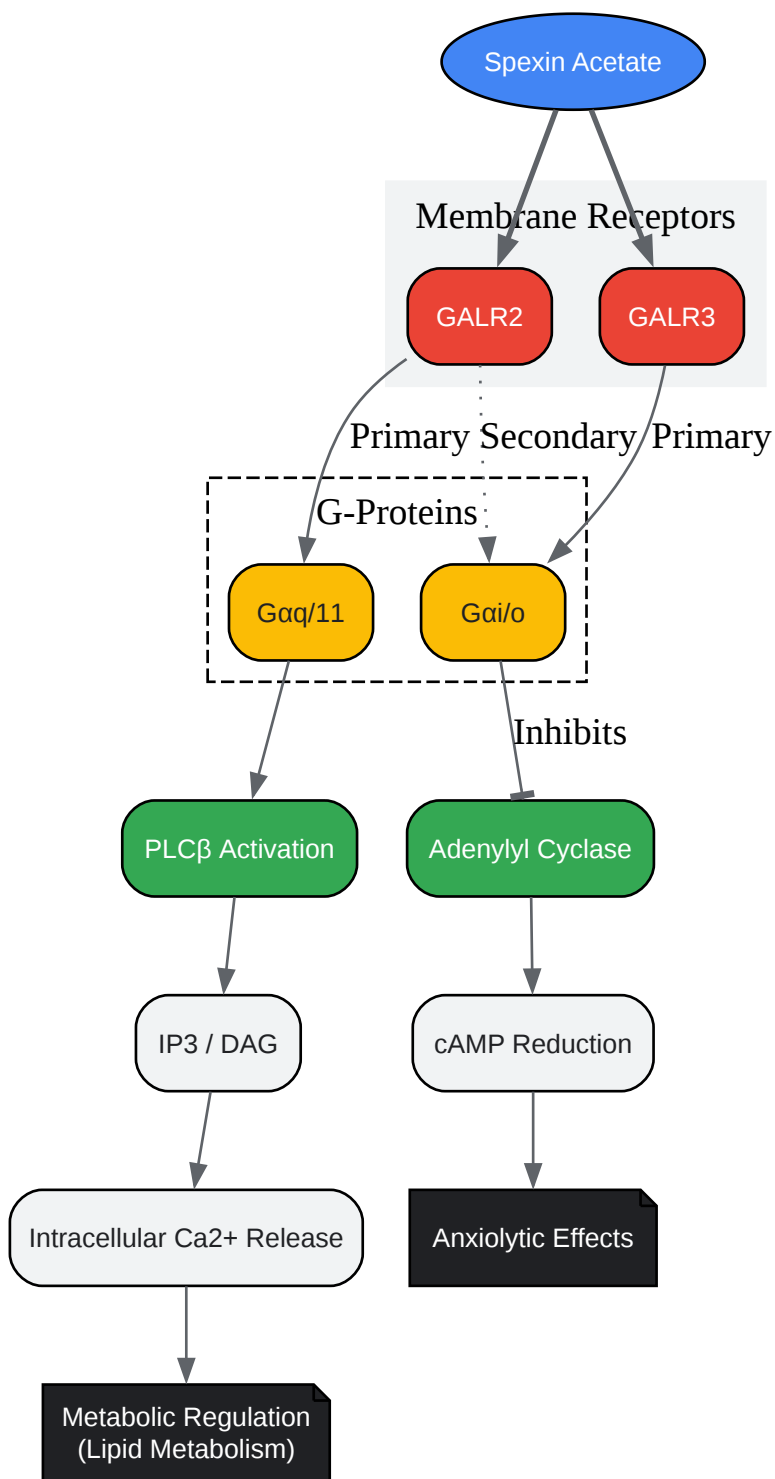 Spexin Acetate
Membrane Receptors
GALR2
GALR3
Primary
Secondary
Primary
G-Proteins
Gαq/11
Gαi/o
Inhibits
PLCβ Activation
Adenylyl Cyclase
IP3 / DAG
cAMP Reduction
Intracellular Ca2+ Release
Anxiolytic Effects
Metabolic Regulation
(Lipid Metabolism)